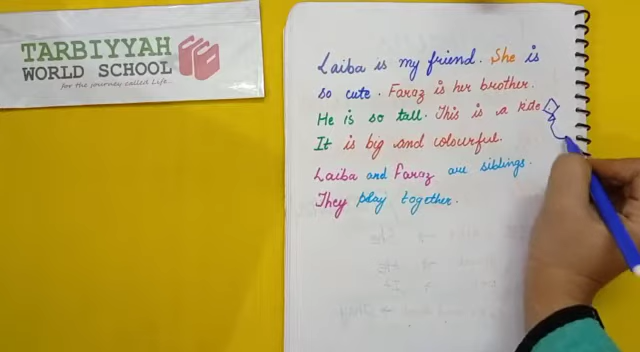 TARBIYYAH
WORLD SCHOOL
for the journey called Life...
Laiba is my friend. She is
so cute. Faraz is her brother.
He is so tall. This is a kite
It is big and colourful.
Laiba and Faraz are siblings.
They play together.